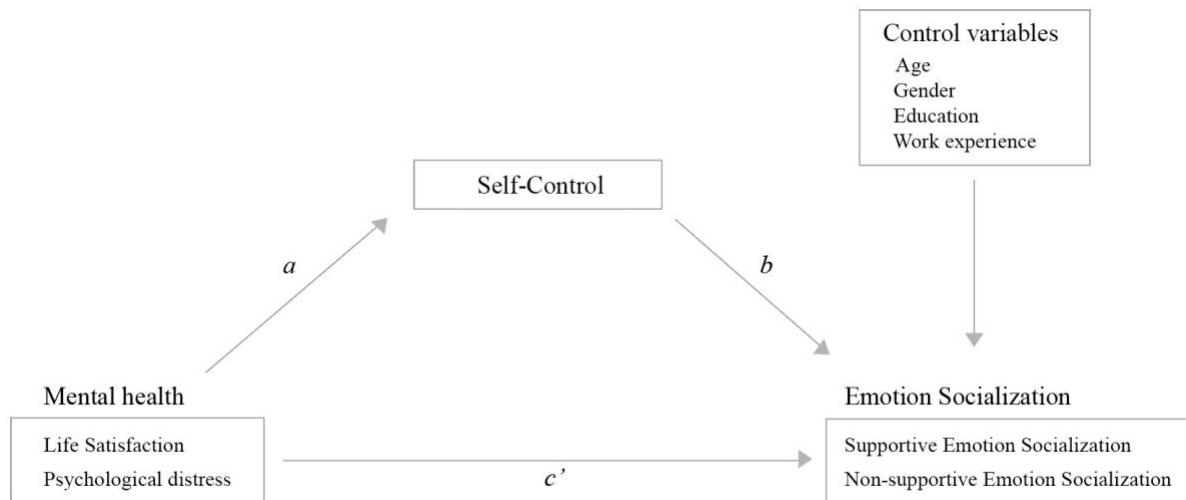 Control variables
Age
Gender
Education
Work experience
Self-Control
a
b
Mental health
Life Satisfaction
Psychological distress
c’
Emotion Socialization
Supportive Emotion Socialization
Non-supportive Emotion Socialization